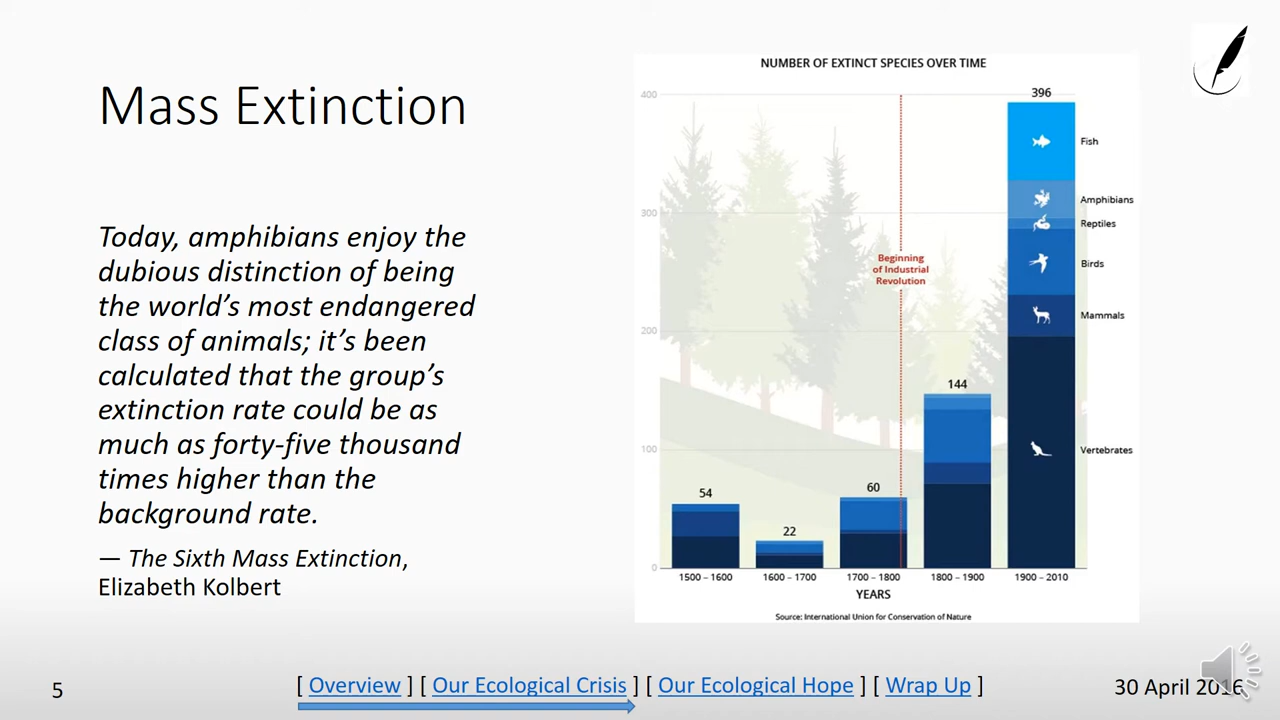 Mass Extinction
Today, amphibians enjoy the
dubious distinction of being
the world's most endangered
class of animals; it's been
calculated that the group's
extinction rate could be as
much as forty-five thousand
times higher than the
background rate.
— The Sixth Mass Extinction,
Elizabeth Kolbert
NUMBER OF EXTINCT SPECIES OVER TIME
400
300
200
100
0
54
22
60
144
396
Beginning
of Industrial
Revolution
Fish
Amphibians
Reptiles
Birds
Mammals
Vertebrates
1500 – 1600
1600 – 1700
1700 – 1800
1800 – 1900
1900 – 2010
YEARS
Source: International Union for Conservation of Nature
5
[ Overview ] [ Our Ecological Crisis ] [ Our Ecological Hope ] [ Wrap Up ]
30 April 2016